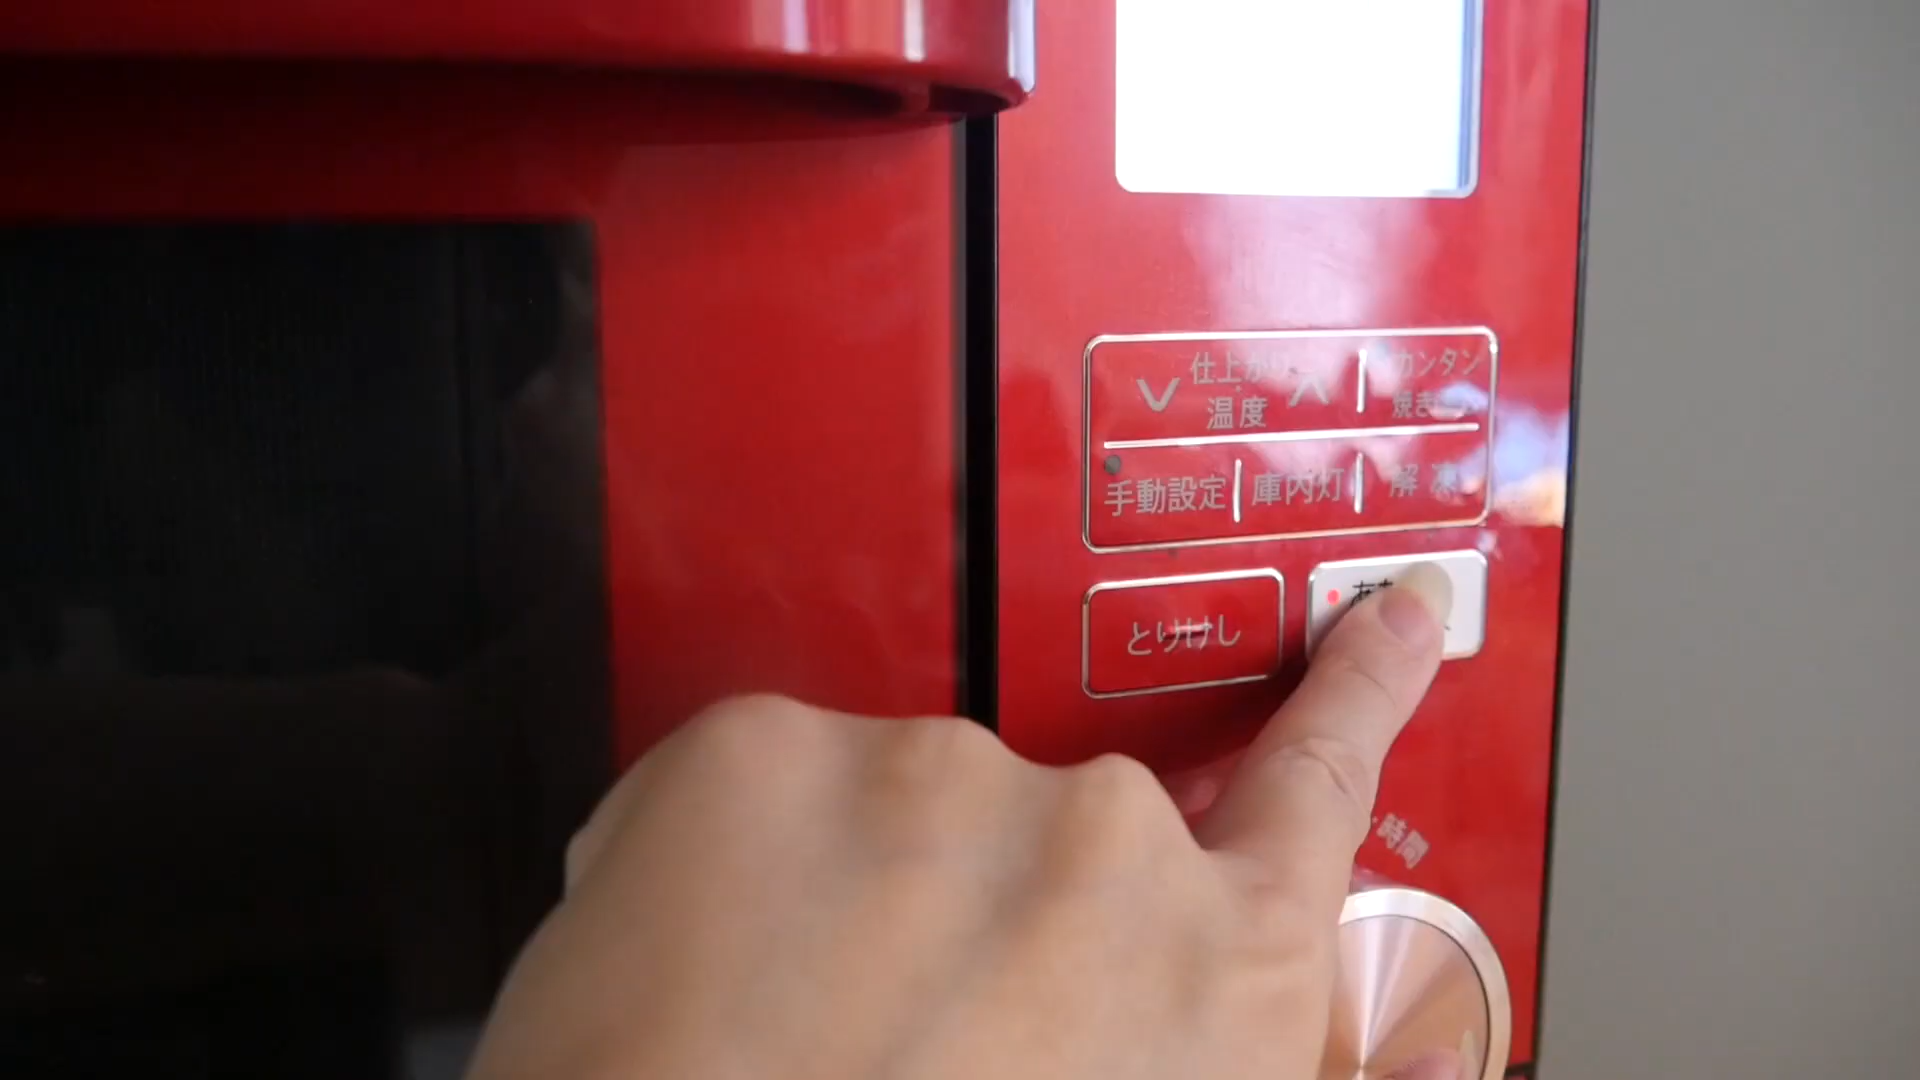 仕上がり
温度
カンタン
手動設定
庫内灯
解凍
とりけし
時間